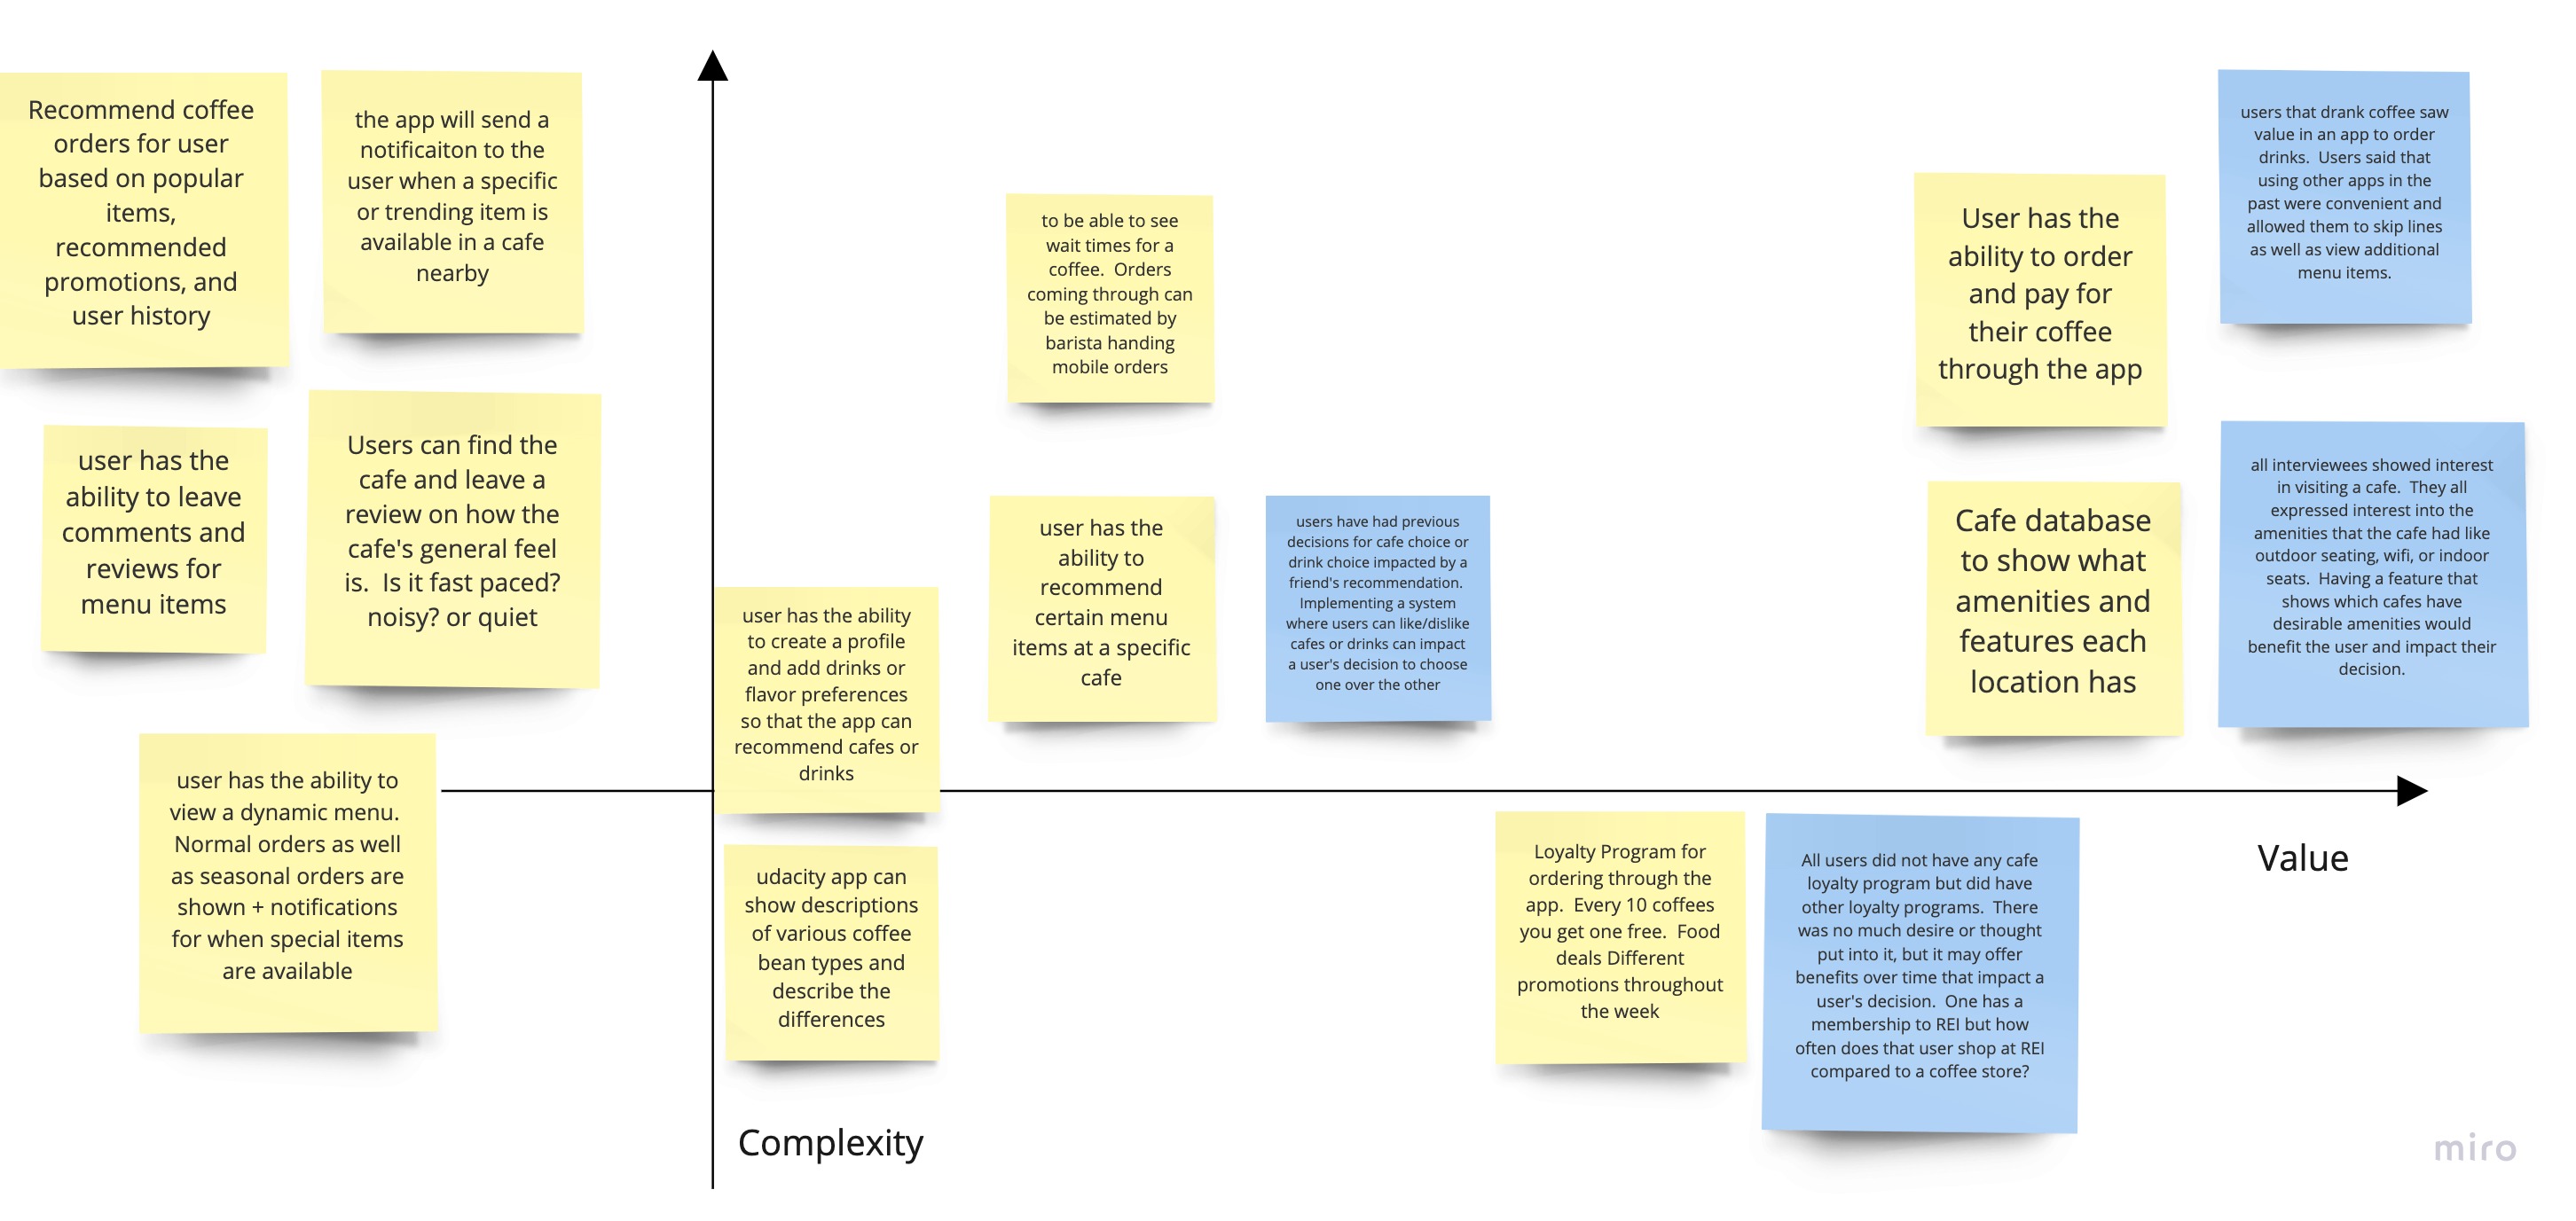 Recommend coffee
orders for user
based on popular
items,
recommended
promotions, and
user history
the app will send a
notificaiton to the
user when a specific
or trending item is
available in a cafe
nearby
user has the
ability to leave
comments and
reviews for
menu items
Users can find the
cafe and leave a
review on how the
cafe's general feel
is.  Is it fast paced?
noisy? or quiet
user has the ability to
view a dynamic menu.
Normal orders as well
as seasonal orders are
shown + notifications
for when special items
are available
to be able to see
wait times for a
coffee.  Orders
coming through can
be estimated by
barista handing
mobile orders
user has the ability
to create a profile
and add drinks or
flavor preferences
so that the app can
recommend cafes or
drinks
user has the
ability to
recommend
certain menu
items at a specific
cafe
users have had previous
decisions for cafe choice or
drink choice impacted by a
friend's recommendation.
Implementing a system
where users can like/dislike
cafes or drinks can impact
a user's decision to choose
one over the other
udacity app can
show descriptions
of various coffee
bean types and
describe the
differences
User has the
ability to order
and pay for
their coffee
through the app
users that drank coffee saw
value in an app to order
drinks.  Users said that
using other apps in the
past were convenient and
allowed them to skip lines
as well as view additional
menu items.
Cafe database
to show what
amenities and
features each
location has
all interviewees showed interest
in visiting a cafe.  They all
expressed interest into the
amenities that the cafe had like
outdoor seating, wifi, or indoor
seats.  Having a feature that
shows which cafes have
desirable amenities would
benefit the user and impact their
decision.
Loyalty Program for
ordering through the
app.  Every 10 coffees
you get one free.  Food
deals Different
promotions throughout
the week
All users did not have any cafe
loyalty program but did have
other loyalty programs.  There
was no much desire or thought
put into it, but it may offer
benefits over time that impact a
user's decision.  One has a
membership to REI but how
often does that user shop at REI
compared to a coffee store?
Value
Complexity
miro